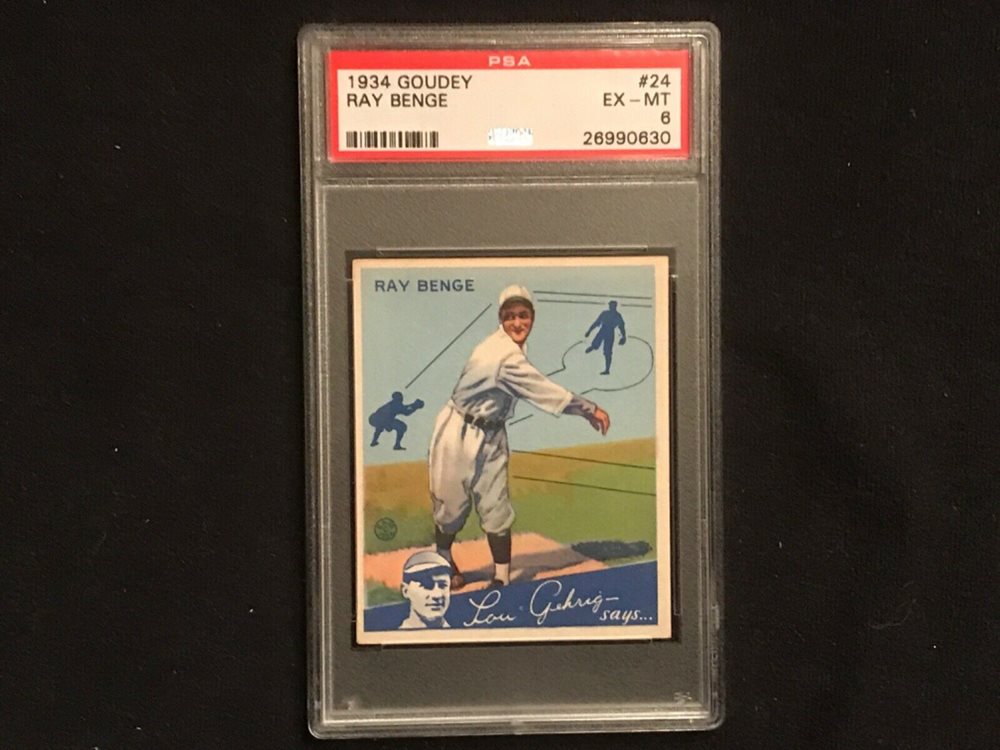 PSA
1934 GOUDEY #24
RAY BENGE EX - MT
6
26990630
RAY BENGE
Lou Gehrig
says...